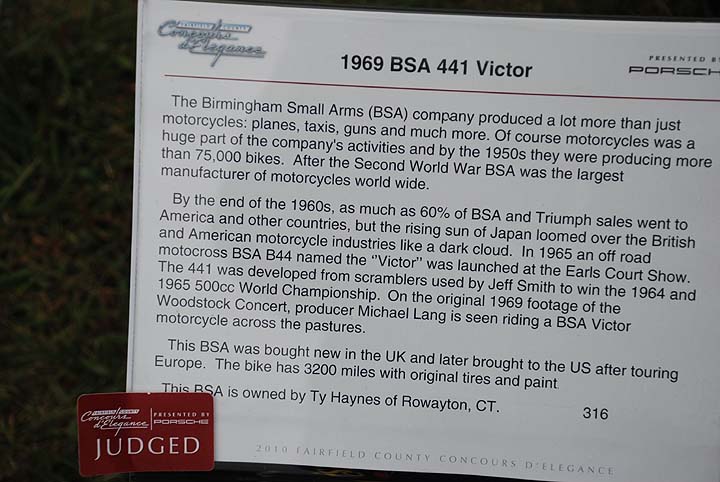 FAIRFIELD COUNTY
Concours
d'Elegance
PRESENTED BY
PORSCHE
1969 BSA 441 Victor
The Birmingham Small Arms (BSA) company produced a lot more than just
motorcycles: planes, taxis, guns and much more. Of course motorcycles was a
huge part of the company's activities and by the 1950s they were producing more
than 75,000 bikes. After the Second World War BSA was the largest
manufacturer of motorcycles world wide.
By the end of the 1960s, as much as 60% of BSA and Triumph sales went to
America and other countries, but the rising sun of Japan loomed over the British
and American motorcycle industries like a dark cloud. In 1965 an off road
motocross BSA B44 named the "Victor" was launched at the Earls Court Show.
The 441 was developed from scramblers used by Jeff Smith to win the 1964 and
1965 500cc World Championship. On the original 1969 footage of the
Woodstock Concert, producer Michael Lang is seen riding a BSA Victor
motorcycle across the pastures.
This BSA was bought new in the UK and later brought to the US after touring
Europe. The bike has 3200 miles with original tires and paint
This BSA is owned by Ty Haynes of Rowayton, CT.
316
FAIRFIELD COUNTY
Concours
d'Elegance
PRESENTED BY
PORSCHE
JUDGED
2010 FAIRFIELD COUNTY CONCOURS D'ELEGANCE